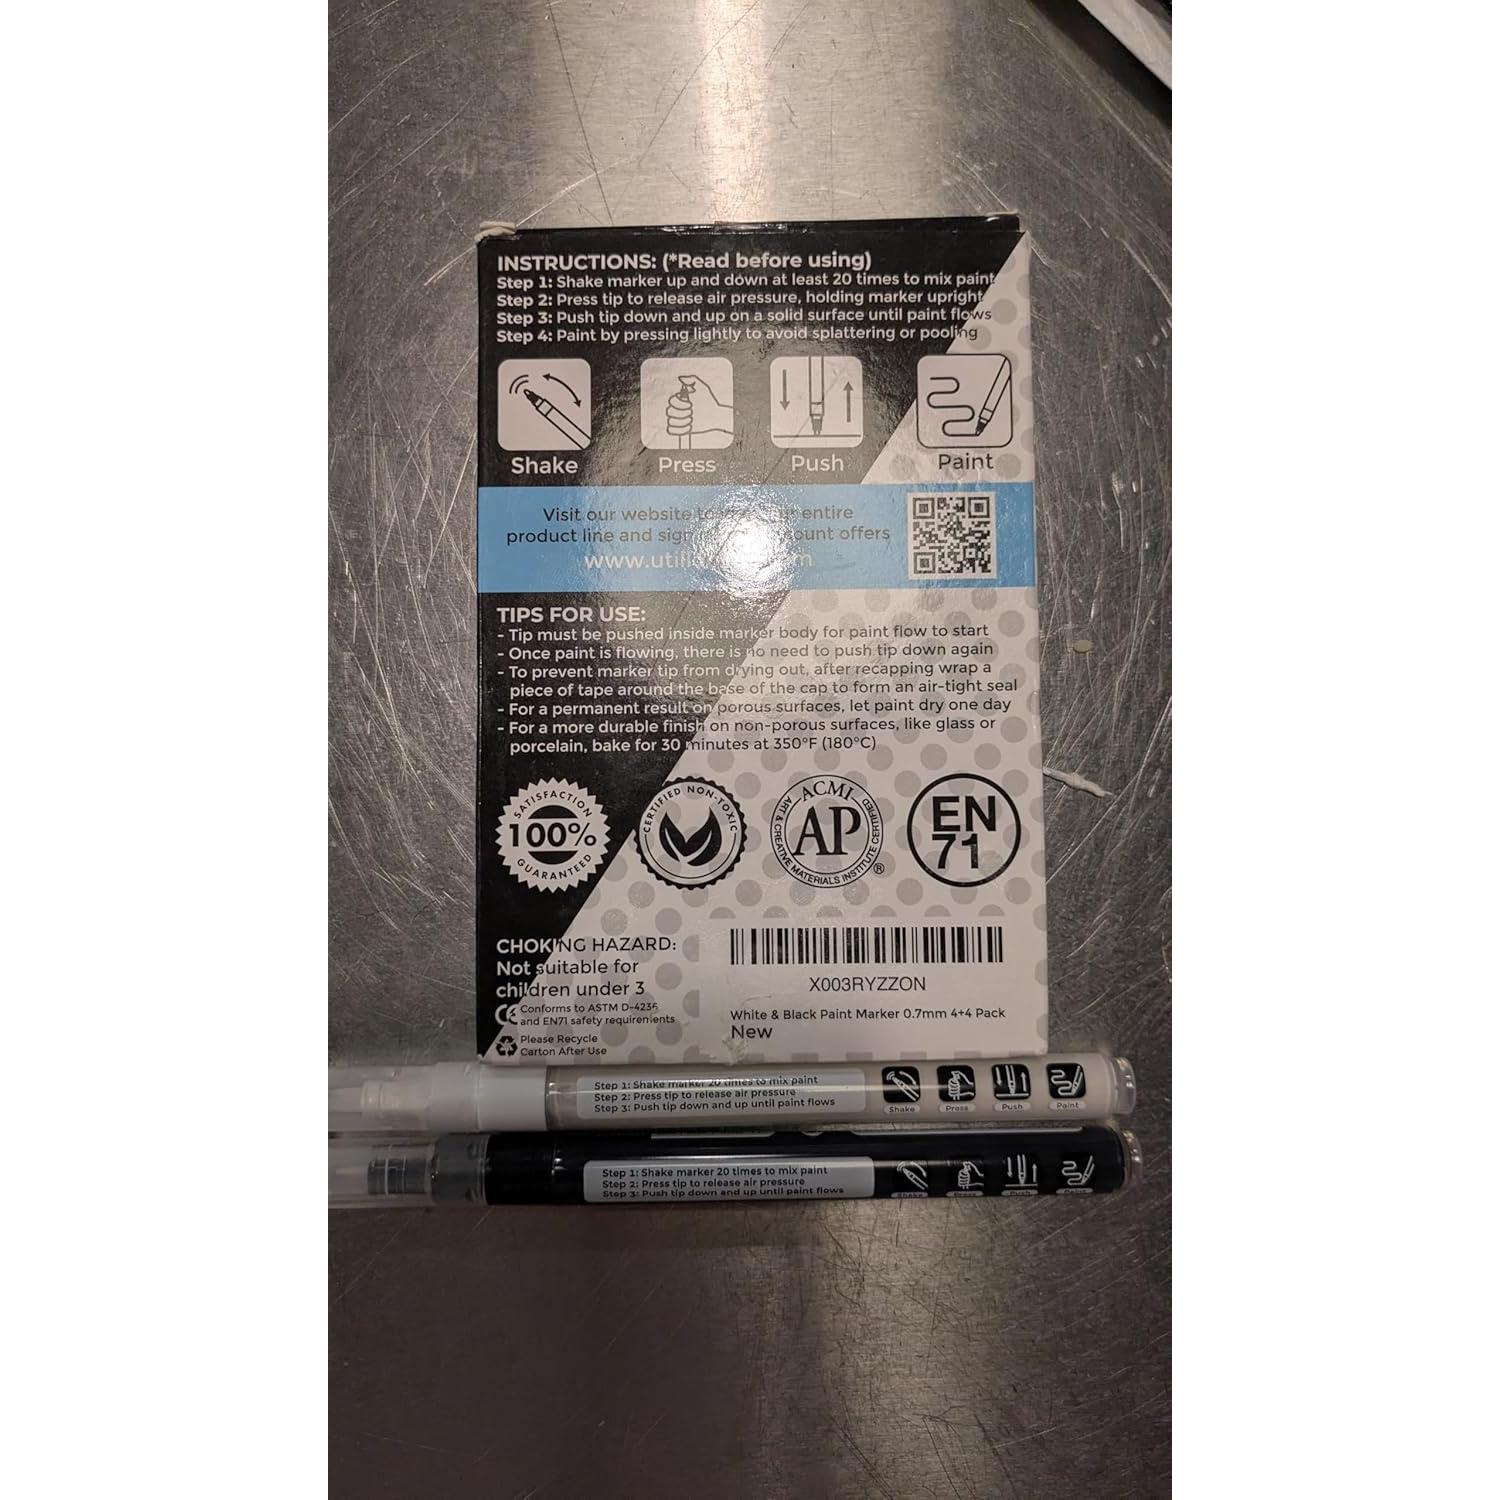 INSTRUCTIONS: (*Read before using)
Step 1: Shake marker up and down at least 20 times to mix paint
Step 2: Press tip to release air pressure, holding marker upright
Step 3: Push tip down and up on a solid surface until paint flows
Step 4: Paint by pressing lightly to avoid splattering or pooling
Shake Press Push Paint
Visit our website to entire
product line and offers
TIPS FOR USE:
- Tip must be pushed inside marker body for paint flow to start
- Once paint is flowing, there is no need to push tip down again
- To prevent marker tip from drying out, after recapping wrap a
piece of tape around the base of the cap to form an air-tight seal
- For a permanent result on porous surfaces, let paint dry one day
- For a more durable finish on non-porous surfaces, like glass or
porcelain, bake for 30 minutes at 350°F (180°C)
SATISFACTION
100%
GUARANTEED
CERTIFIED NON-TOXIC
ACMI
AP
ART & CREATIVE MATERIALS INSTITUTE CERTIFIED
®
EN
71
CHOKING HAZARD:
Not suitable for
children under 3
CE Conforms to ASTM D-4236
and EN71 safety requirements
Please Recycle
Carton After Use
X003RYZZON
White & Black Paint Marker 0.7mm 4+4 Pack
New
Step 1: Shake marker 20 times to mix paint
Step 2: Press tip to release air pressure
Step 3: Push tip down and up until paint flows
Shake Press Push Paint
Step 1: Shake marker 20 times to mix paint
Step 2: Press tip to release air pressure
Step 3: Push tip down and up until paint flows
Shake Press Push Paint